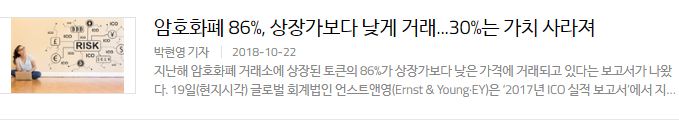 암호화폐 86%, 상장가보다 낮게 거래...30%는 가치 사라져
박현영 기자 | 2018-10-22
지난해 암호화폐 거래소에 상장된 토큰의 86%가 상장가보다 낮은 가격에 거래되고 있다는 보고서가 나왔
다. 19일(현지시각) 글로벌 회계법인 언스트앤영(Ernst & Young·EY)은 '2017년 ICO 실적 보고서'에서 지...
ICO
RISK